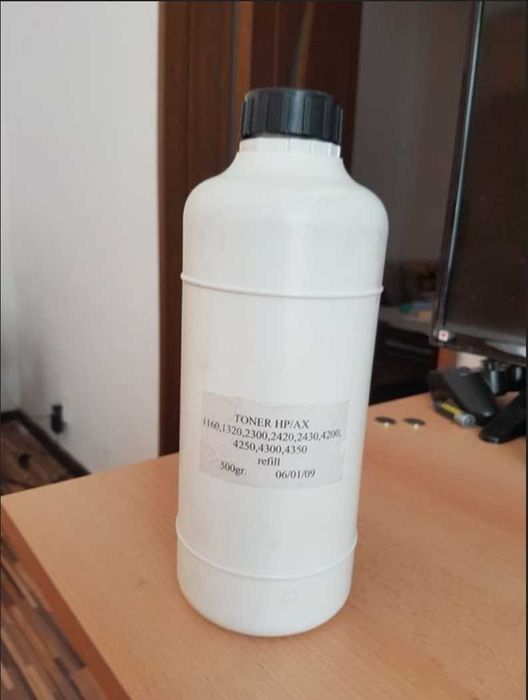 TONER HP/AX
1160,1320,2300,2420,2430,4200,
4250,4300,4350
refill
500gr. 06/01/09